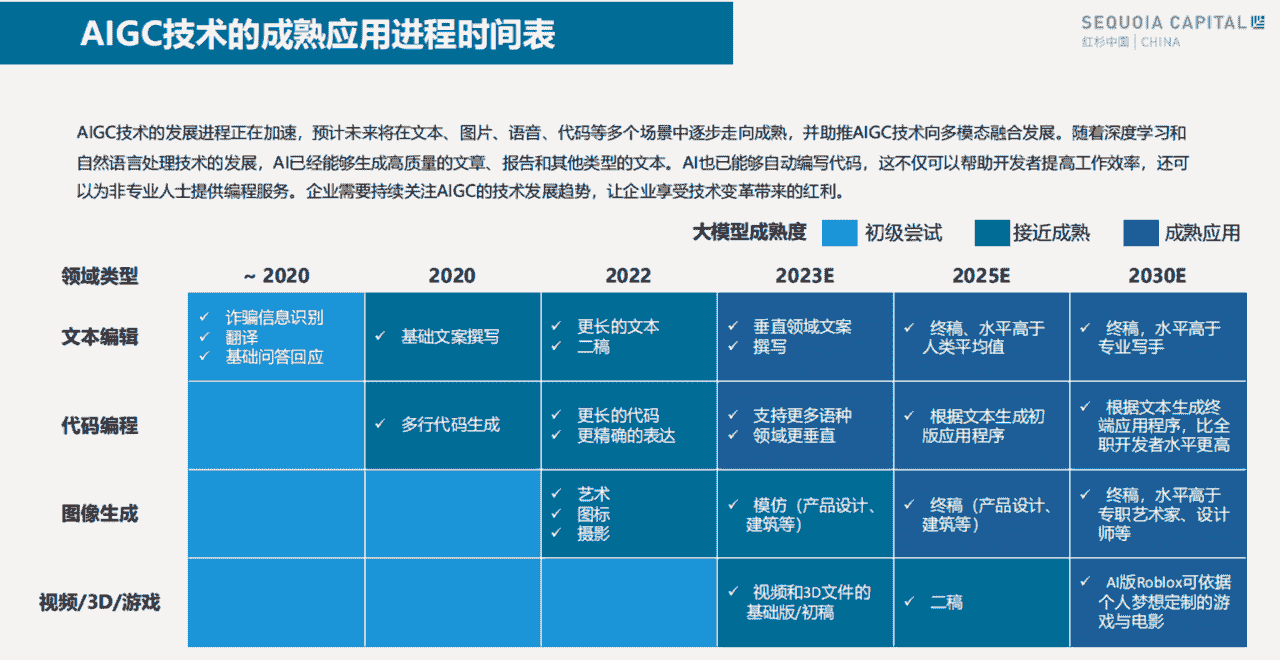 AIGC技术的成熟应用进程时间表
SEQUOIA CAPITAL
红杉中国 | CHINA
AIGC技术的发展进程正在加速，预计未来将在文本、图片、语音、代码等多个场景中逐步走向成熟，并助推AIGC技术向多模态融合发展。随着深度学习和
自然语言处理技术的发展，AI已经能够生成高质量的文章、报告和其他类型的文本。AI也已能够自动编写代码，这不仅可以帮助开发者提高工作效率，还可
以为非专业人士提供编程服务。企业需要持续关注AIGC的技术发展趋势，让企业享受技术变革带来的红利。
大模型成熟度 初级尝试 接近成熟 成熟应用
领域类型 ~ 2020 2020 2022 2023E 2025E 2030E
文本编辑
✓ 诈骗信息识别
✓ 翻译
✓ 基础问答回应
✓ 基础文案撰写
✓ 更长的文本
✓ 二稿
✓ 垂直领域文案
✓ 撰写
✓ 终稿、水平高于
人类平均值
✓ 终稿，水平高于
专业写手
代码编程
✓ 多行代码生成
✓ 更长的代码
✓ 更精确的表达
✓ 支持更多语种
✓ 领域更垂直
✓ 根据文本生成初
版应用程序
✓ 根据文本生成终
端应用程序，比全
职开发者水平更高
图像生成
✓ 艺术
✓ 图标
✓ 摄影
✓ 模仿（产品设计、
建筑等）
✓ 终稿（产品设计、
建筑等）
✓ 终稿，水平高于
专职艺术家、设计
师等
视频/3D/游戏
✓ 视频和3D文件的
基础版/初稿
✓ 二稿
✓ AI版Roblox可依据
个人梦想定制的游
戏与电影